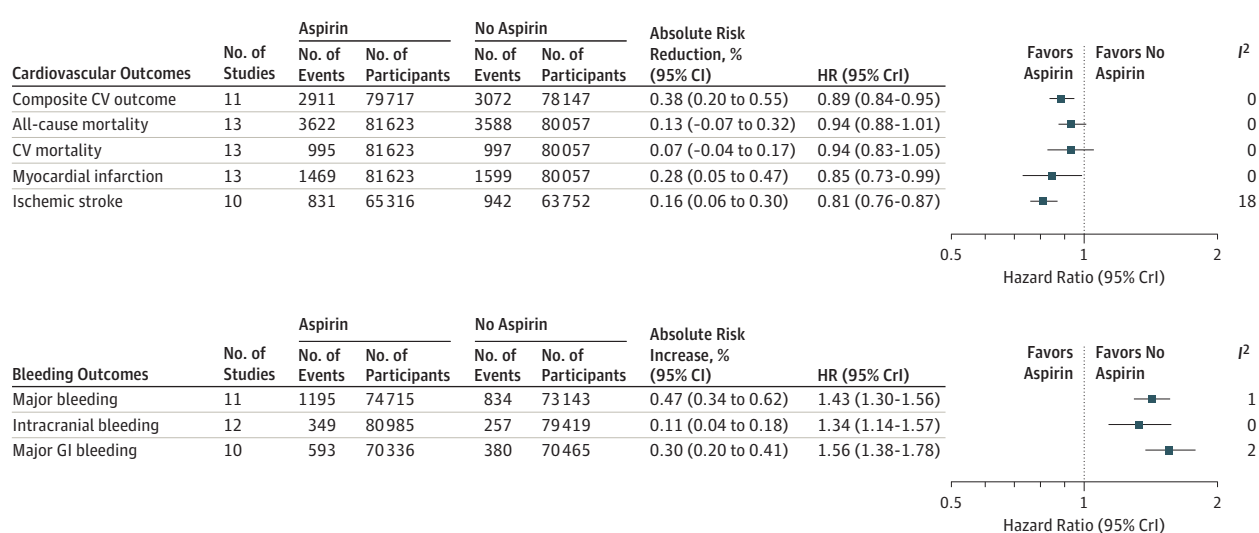 Aspirin No Aspirin Absolute Risk
No. of No. of No. of No. of No. of Reduction, % Favors Favors No I2
Cardiovascular Outcomes Studies Events Participants Events Participants (95% CI) HR (95% CrI) Aspirin Aspirin
Composite CV outcome 11 2911 79717 3072 78147 0.38 (0.20 to 0.55) 0.89 (0.84-0.95) 0
All-cause mortality 13 3622 81623 3588 80057 0.13 (-0.07 to 0.32) 0.94 (0.88-1.01) 0
CV mortality 13 995 81623 997 80057 0.07 (-0.04 to 0.17) 0.94 (0.83-1.05) 0
Myocardial infarction 13 1469 81623 1599 80057 0.28 (0.05 to 0.47) 0.85 (0.73-0.99) 0
Ischemic stroke 10 831 65316 942 63752 0.16 (0.06 to 0.30) 0.81 (0.76-0.87) 18
0.5 1 2
Hazard Ratio (95% CrI)
Aspirin No Aspirin Absolute Risk
No. of No. of No. of No. of No. of Increase, % Favors Favors No I2
Bleeding Outcomes Studies Events Participants Events Participants (95% CI) HR (95% CrI) Aspirin Aspirin
Major bleeding 11 1195 74715 834 73143 0.47 (0.34 to 0.62) 1.43 (1.30-1.56) 1
Intracranial bleeding 12 349 80985 257 79419 0.11 (0.04 to 0.18) 1.34 (1.14-1.57) 0
Major GI bleeding 10 593 70336 380 70465 0.30 (0.20 to 0.41) 1.56 (1.38-1.78) 2
0.5 1 2
Hazard Ratio (95% CrI)